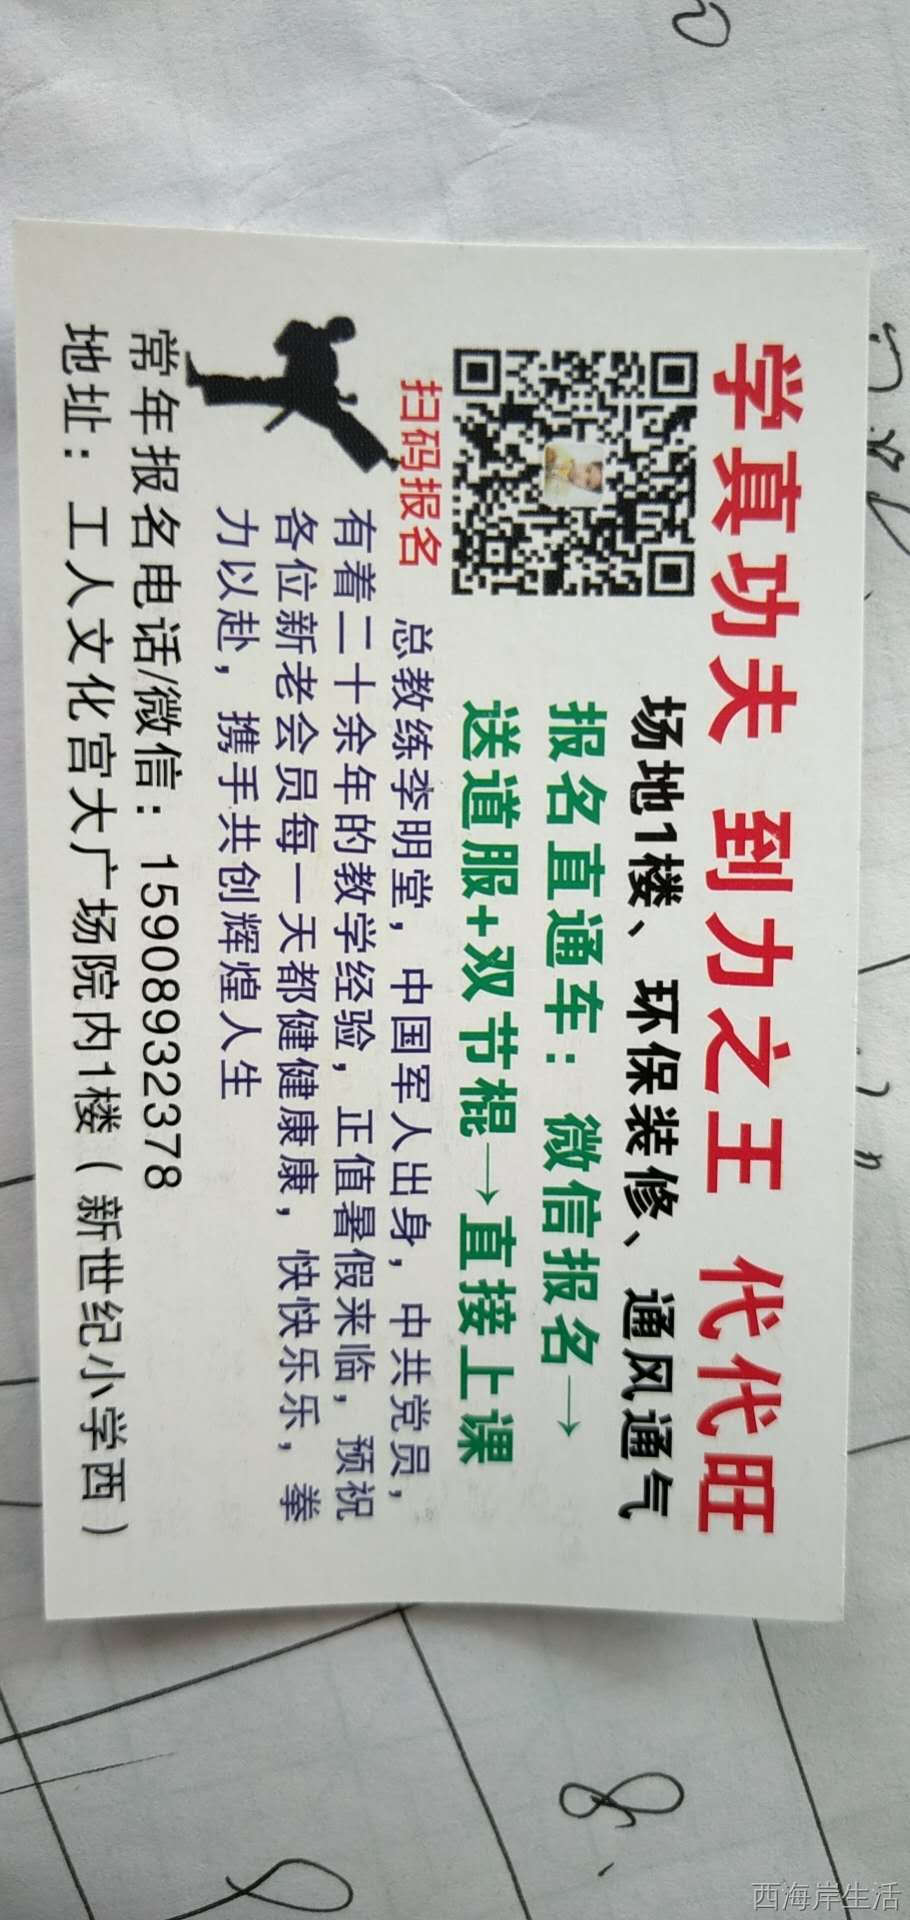 学真功夫 到力之王 代代旺
场地1楼、环保装修、通风通气
报名直通车：微信报名→
送道服+双节棍→直接上课
扫码报名
总教练李明堂，中国军人出身，中共党员，
有着二十余年的教学经验，正值暑假来临，预祝
各位新老会员每一天都健健康康，快快乐乐，拳
力以赴，携手共创辉煌人生
常年报名电话/微信：15908932378
地址：工人文化宫大广场院内1楼（新世纪小学西）
8
西海岸生活